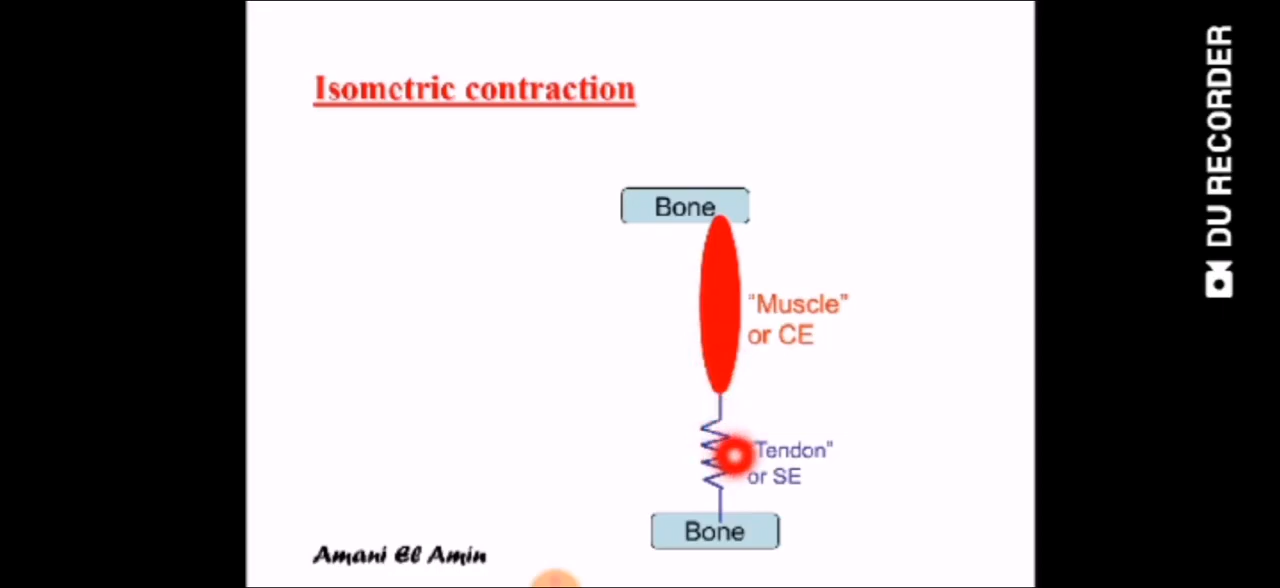 Isometric contraction
Bone
"Muscle"
or CE
Tendon"
or SE
Bone
Amani El Amin
DU RECORDER